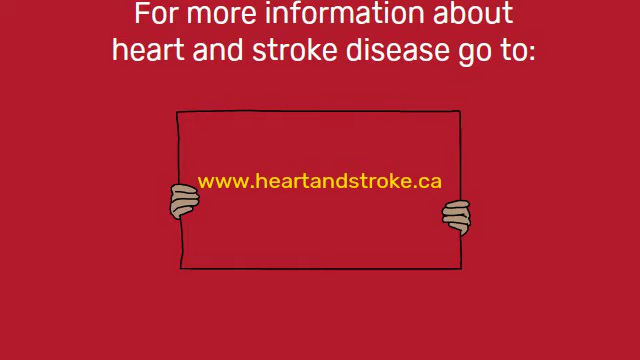 For more information about
heart and stroke disease go to:
www.heartandstroke.ca